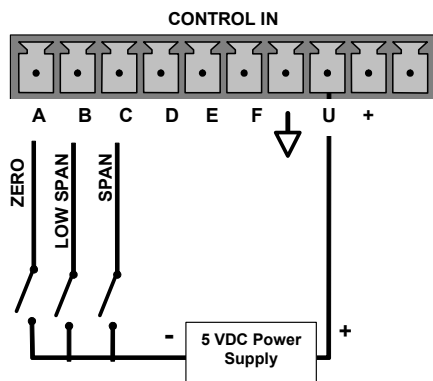 CONTROL IN
A B C D E F U +
ZERO
LOW SPAN
SPAN
- 5 VDC Power +
Supply